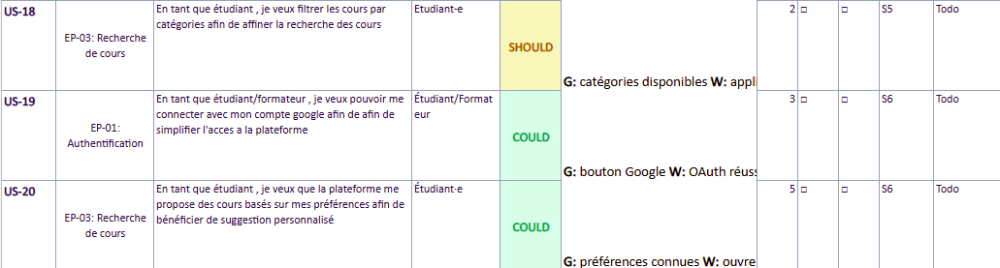 US-18
EP-03: Recherche
de cours
En tant que étudiant , je veux filtrer les cours par
catégories afin de affiner la recherche des cours
Etudiant-e
SHOULD
G: catégories disponibles W: appli
2
S5
Todo
US-19
EP-01:
Authentification
En tant que étudiant/formateur , je veux pouvoir me
connecter avec mon compte google afin de afin de
simplifier l'acces a la plateforme
Étudiant/Format
eur
COULD
G: bouton Google W: OAuth réuss
3
S6
Todo
US-20
EP-03: Recherche
de cours
En tant que étudiant , je veux que la plateforme me
propose des cours basés sur mes préférences afin de
bénéficier de suggestion personnalisé
Étudiant·e
COULD
G: préférences connues W: ouvre
5
S6
Todo